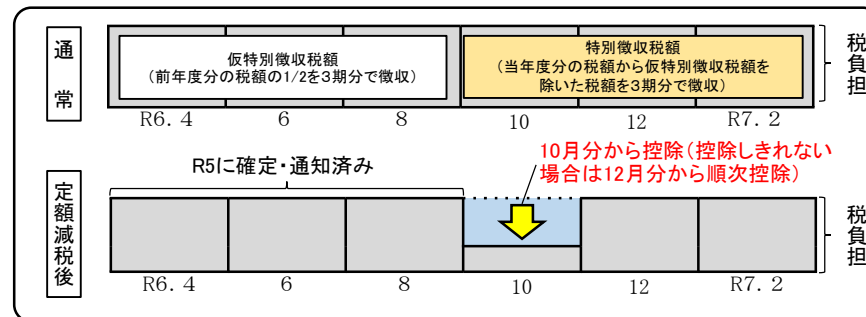 通常
仮特別徴収税額
(前年度分の税額の1/2を3期分で徴収)
特別徴収税額
(当年度分の税額から仮特別徴収税額を
除いた税額を3期分で徴収)
税負担
R6.4 6 8 10 12 R7.2
R5に確定・通知済み
10月分から控除(控除しきれない
場合は12月分から順次控除)
定額減税後
税負担
R6.4 6 8 10 12 R7.2